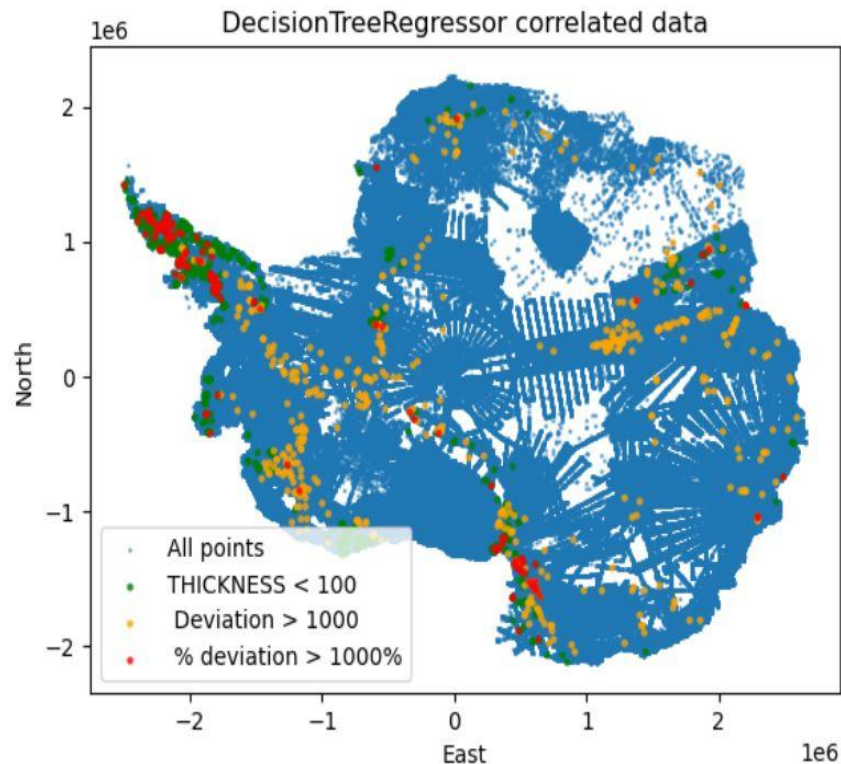 DecisionTreeRegressor correlated data
1e6
2
1
0
−1
−2
North
All points
THICKNESS < 100
Deviation > 1000
% deviation > 1000%
−2
−1
0
1
2
East
1e6